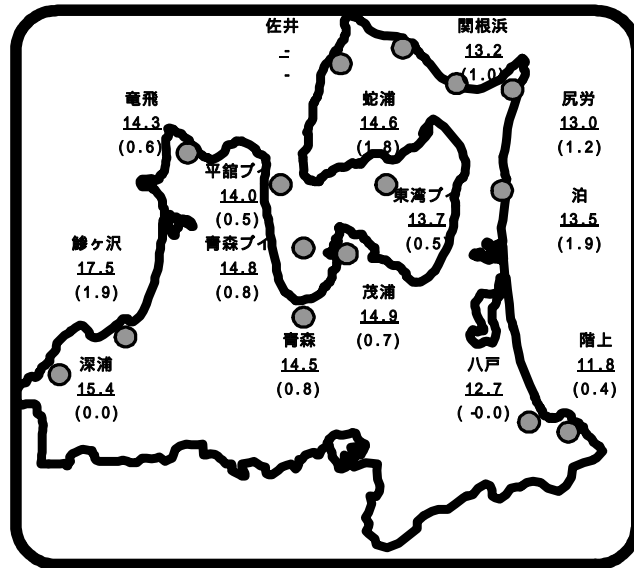 佐井
-
-
関根浜
13.2
(1.0)
竜飛
14.3
(0.6)
蛇浦
14.6
(1.8)
尻労
13.0
(1.2)
平舘ブイ
14.0
(0.5)
東湾ブイ
13.7
(0.5)
泊
13.5
(1.9)
鰺ヶ沢
17.5
(1.9)
青森ブイ
14.8
(0.8)
茂浦
14.9
(0.7)
青森
14.5
(0.8)
深浦
15.4
(0.0)
八戸
12.7
( -0.0)
階上
11.8
(0.4)